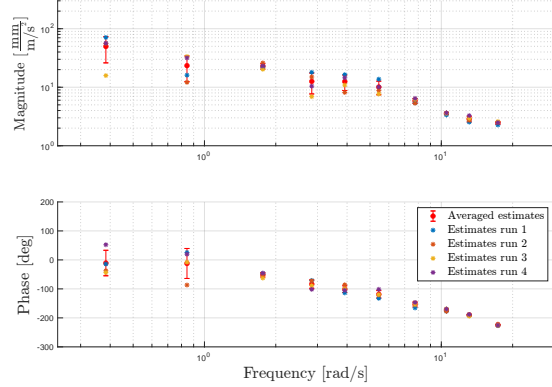 Magnitude [mm/m/s²]
10²
10¹
10⁰
10⁰
10¹
Phase [deg]
200
100
0
-100
-200
-300
Averaged estimates
Estimates run 1
Estimates run 2
Estimates run 3
Estimates run 4
10⁰
10¹
Frequency [rad/s]